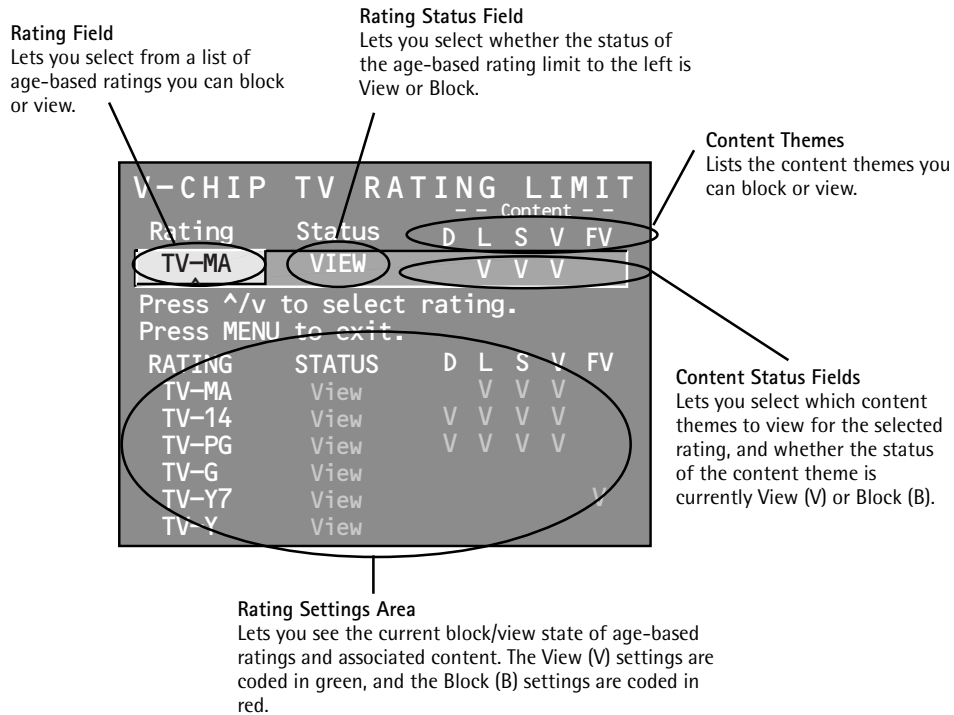 Rating Status Field
Lets you select whether the status of
the age-based rating limit to the left is
View or Block.
Rating Field
Lets you select from a list of
age-based ratings you can block
or view.
Content Themes
Lists the content themes you
can block or view.
V-CHIP TV RATING LIMIT
- - Content - -
Rating Status D L S V FV
TV-MA VIEW V V V
^
Press ^/v to select rating.
Press MENU to exit.
RATING STATUS D L S V FV
TV-MA View V V V
TV-14 View V V V V
TV-PG View V V V V
TV-G View
TV-Y7 View V
TV-Y View
Content Status Fields
Lets you select which content
themes to view for the selected
rating, and whether the status
of the content theme is
currently View (V) or Block (B).
Rating Settings Area
Lets you see the current block/view state of age-based
ratings and associated content. The View (V) settings are
coded in green, and the Block (B) settings are coded in
red.